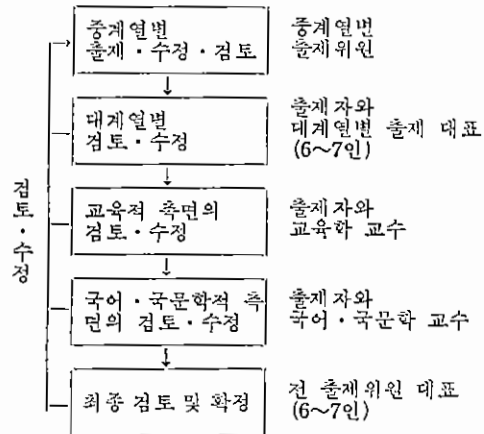 중계열별
출제・수정・검토
중계열별
출제위원
대계열별
검토・수정
출제자와
대계열별 출제 대표
(6~7인)
교육적 측면의
검토・수정
출제자와
교육학 교수
국어・국문학적 측
면의 검토・수정
출제자와
국어・국문학 교수
최종 검토 및 확정
전 출제위원 대표
(6~7인)
검토・수정